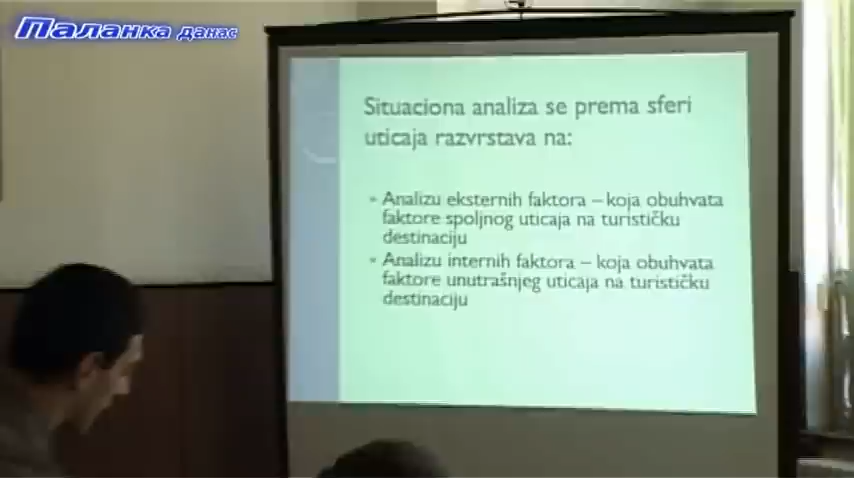 Паланка данас
Situaciona analiza se prema sferi
uticaja razvrstava na:
Analizu eksternih faktora – koja obuhvata
faktore spoljnog uticaja na turističku
destinaciju
Analizu internih faktora – koja obuhvata
faktore unutrašnjeg uticaja na turističku
destinaciju